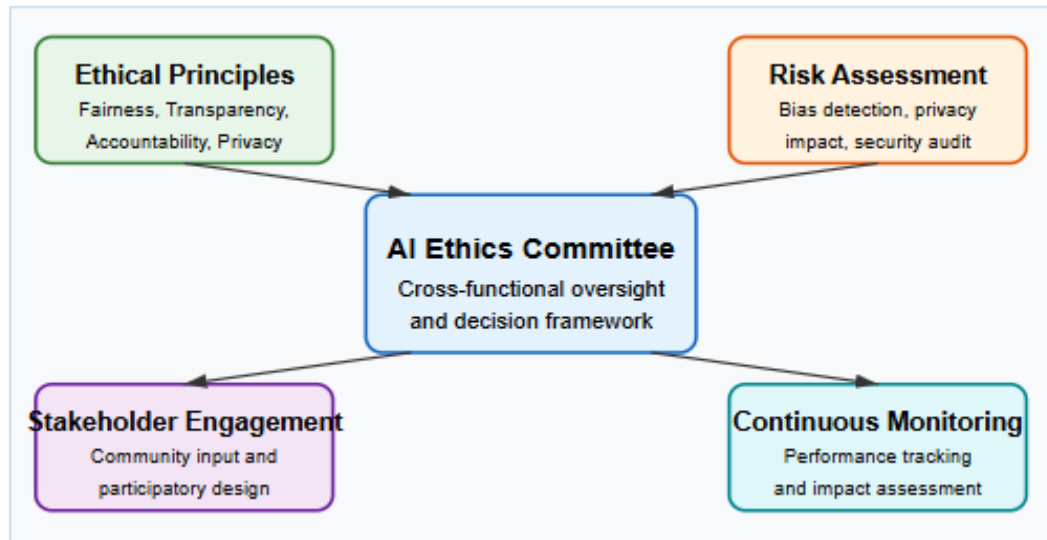 Ethical Principles
Fairness, Transparency,
Accountability, Privacy
Risk Assessment
Bias detection, privacy
impact, security audit
AI Ethics Committee
Cross-functional oversight
and decision framework
Stakeholder Engagement
Community input and
participatory design
Continuous Monitoring
Performance tracking
and impact assessment